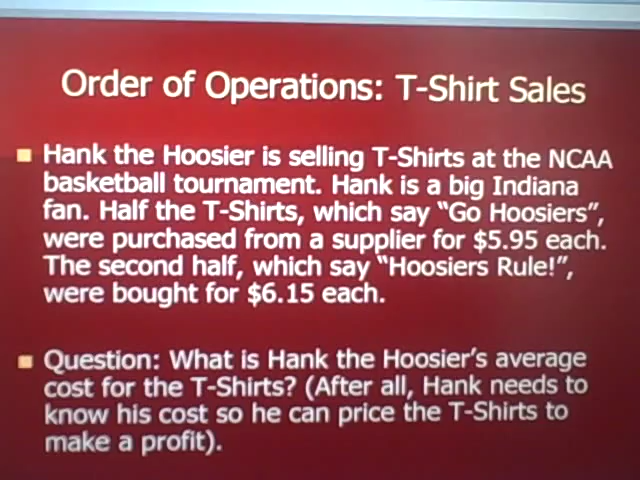 Order of Operations: T-Shirt Sales
Hank the Hoosier is selling T-Shirts at the NCAA
basketball tournament. Hank is a big Indiana
fan. Half the T-Shirts, which say “Go Hoosiers”,
were purchased from a supplier for $5.95 each.
The second half, which say “Hoosiers Rule!”,
were bought for $6.15 each.
Question: What is Hank the Hoosier’s average
cost for the T-Shirts? (After all, Hank needs to
know his cost so he can price the T-Shirts to
make a profit).